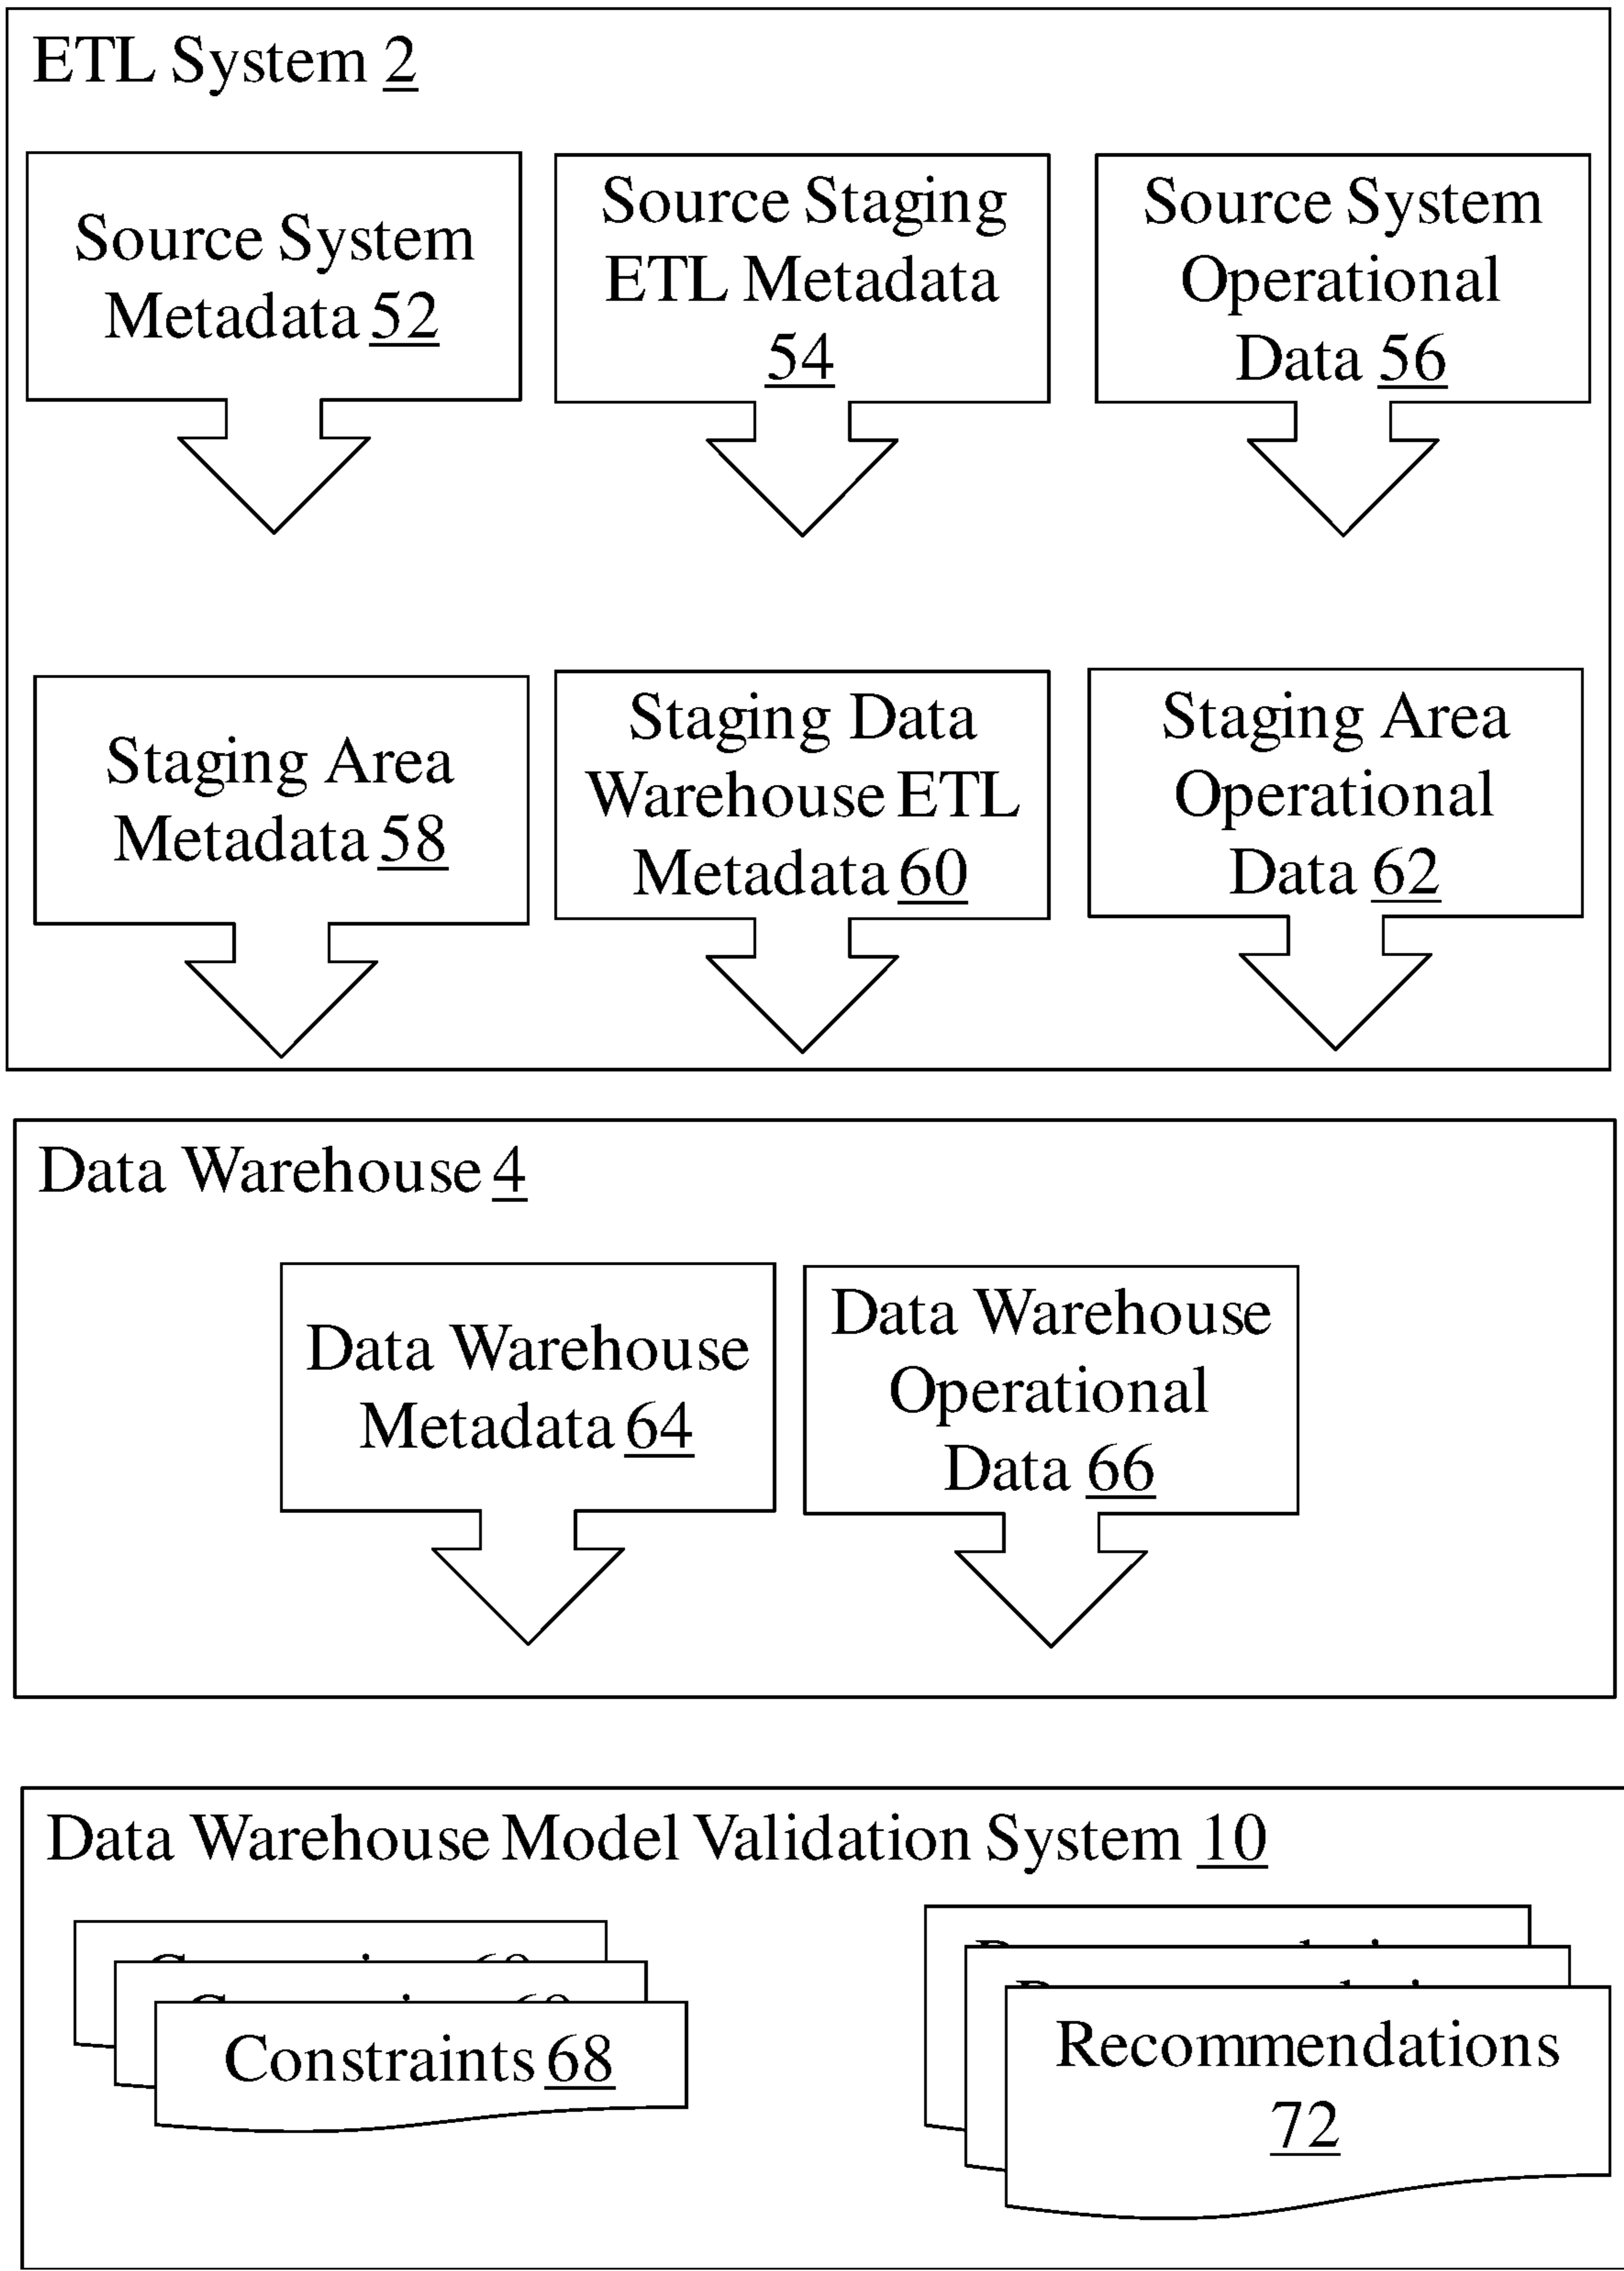 ETL System 2
Source System
Metadata 52
Source Staging
ETL Metadata
54
Source System
Operational
Data 56
Staging Area
Metadata 58
Staging Data
Warehouse ETL
Metadata 60
Staging Area
Operational
Data 62
Data Warehouse 4
Data Warehouse
Metadata 64
Data Warehouse
Operational
Data 66
Data Warehouse Model Validation System 10
Constraints 68
Recommendations
72